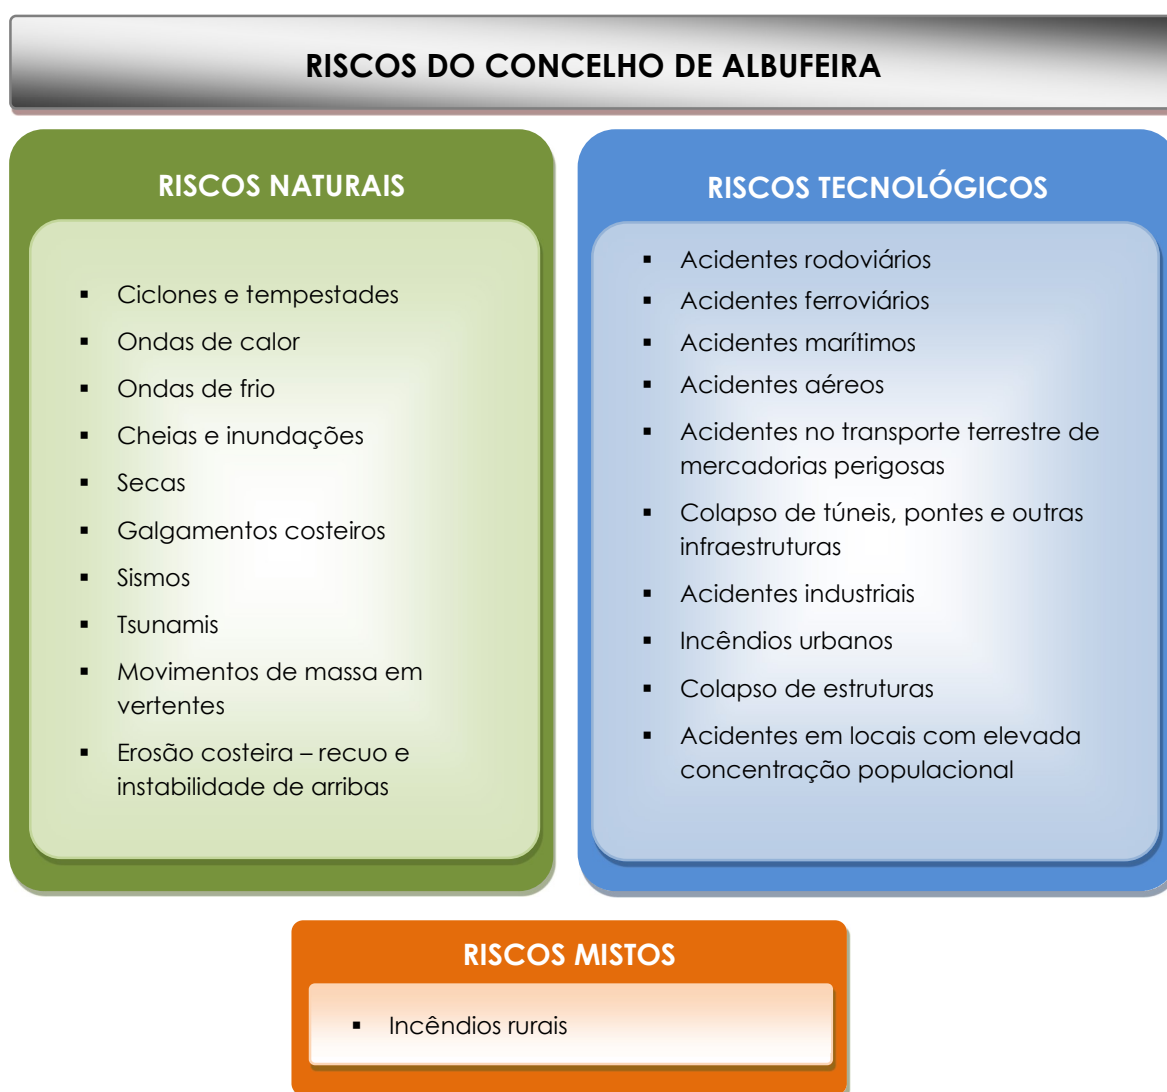 RISCOS DO CONCELHO DE ALBUFEIRA
RISCOS NATURAIS
▪ Ciclones e tempestades
▪ Ondas de calor
▪ Ondas de frio
▪ Cheias e inundações
▪ Secas
▪ Galgamentos costeiros
▪ Sismos
▪ Tsunamis
▪ Movimentos de massa em
vertentes
▪ Erosão costeira – recuo e
instabilidade de arribas
RISCOS TECNOLÓGICOS
▪ Acidentes rodoviários
▪ Acidentes ferroviários
▪ Acidentes marítimos
▪ Acidentes aéreos
▪ Acidentes no transporte terrestre de
mercadorias perigosas
▪ Colapso de túneis, pontes e outras
infraestruturas
▪ Acidentes industriais
▪ Incêndios urbanos
▪ Colapso de estruturas
▪ Acidentes em locais com elevada
concentração populacional
RISCOS MISTOS
▪ Incêndios rurais